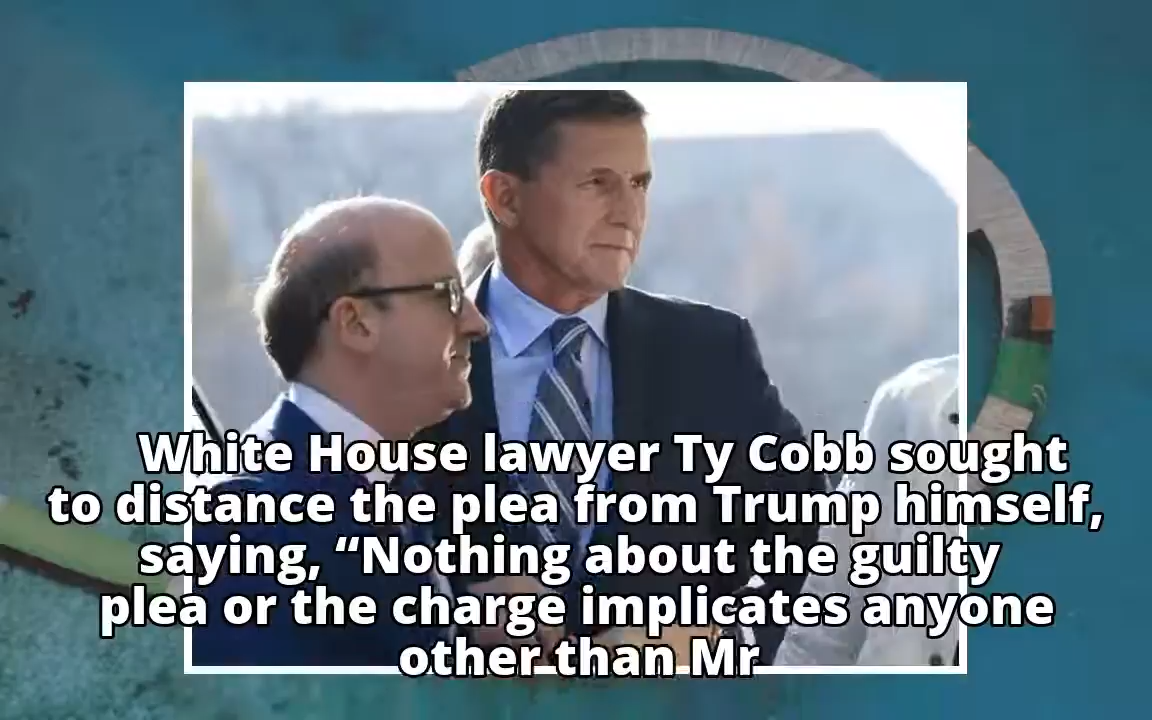 White House lawyer Ty Cobb sought
to distance the plea from Trump himself,
saying, “Nothing about the guilty
plea or the charge implicates anyone
other than Mr